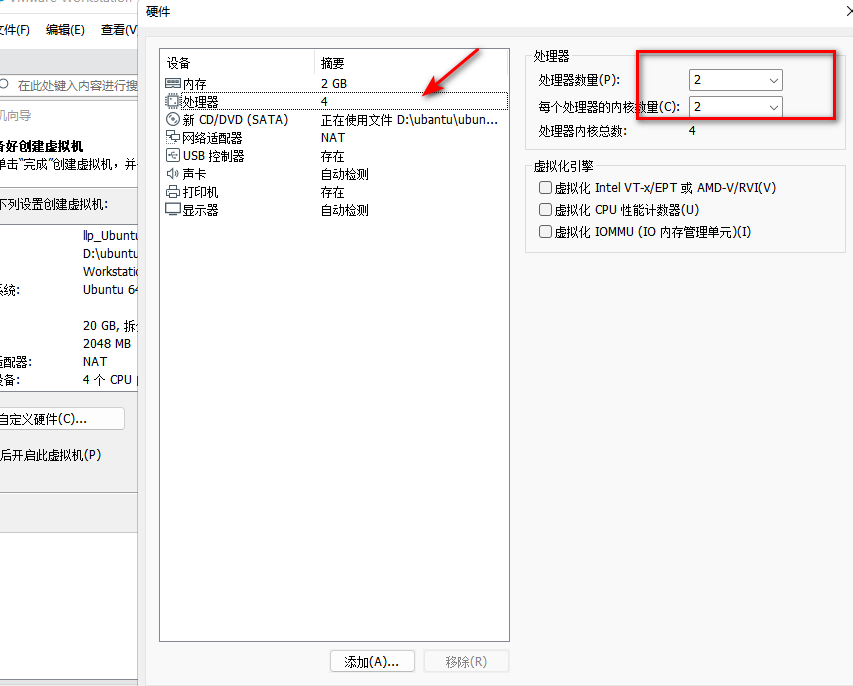 VMware Workstation
文件(F) 编辑(E) 查看(V
在此处键入内容进行搜
机向导
备好创建虚拟机
单击“完成”创建虚拟机，并
下列设置创建虚拟机:
llp_Ubuntu
D:\ubuntu
Workstatio
系统:
Ubuntu 64
20 GB, 拆
2048 MB
适配器:
NAT
设备:
4 个 CPU
自定义硬件(C)...
后开启此虚拟机(P)
硬件
设备 摘要
内存 2 GB
处理器 4
新 CD/DVD (SATA) 正在使用文件 D:\ubantu\ubun...
网络适配器 NAT
USB 控制器 存在
声卡 自动检测
打印机 存在
显示器 自动检测
添加(A)... 移除(R)
处理器
处理器数量(P): 2
每个处理器的内核数量(C): 2
处理器内核总数: 4
虚拟化引擎
虚拟化 Intel VT-x/EPT 或 AMD-V/RVI(V)
虚拟化 CPU 性能计数器(U)
虚拟化 IOMMU (IO 内存管理单元)(I)